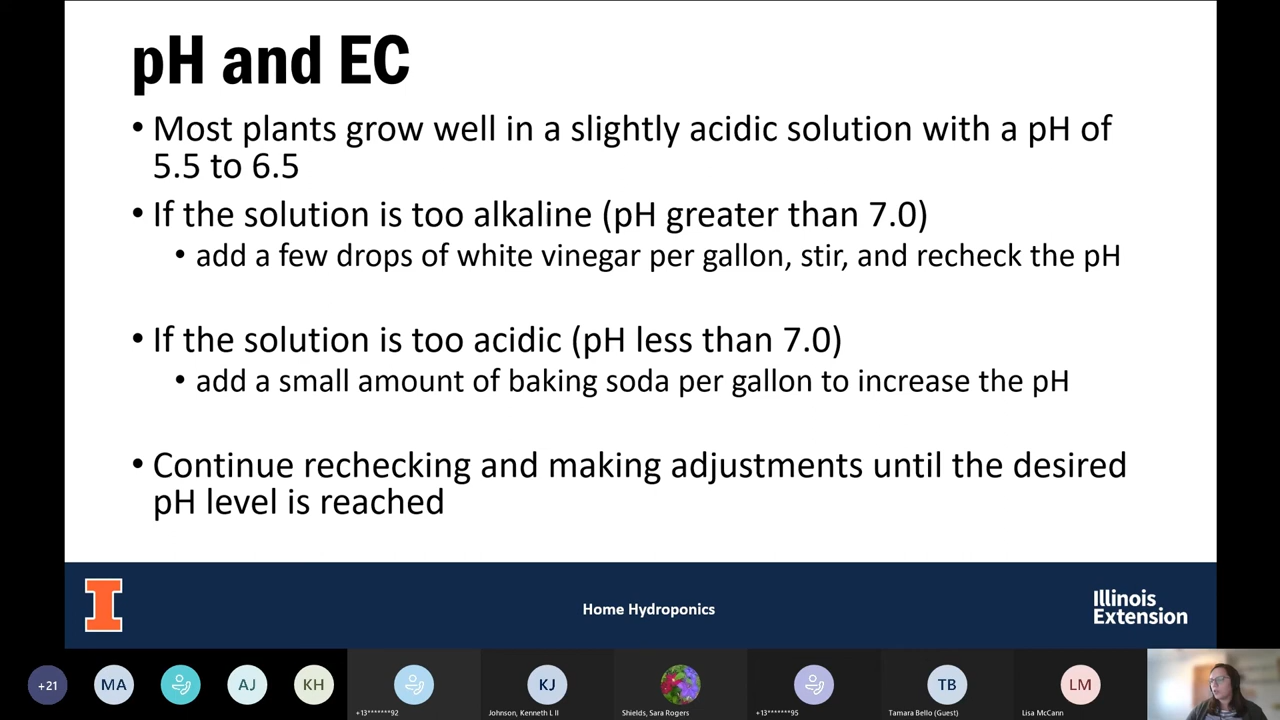 pH and EC
• Most plants grow well in a slightly acidic solution with a pH of
5.5 to 6.5
• If the solution is too alkaline (pH greater than 7.0)
• add a few drops of white vinegar per gallon, stir, and recheck the pH
• If the solution is too acidic (pH less than 7.0)
• add a small amount of baking soda per gallon to increase the pH
• Continue rechecking and making adjustments until the desired
pH level is reached
I
Home Hydroponics
Illinois
Extension
+21
MA
AJ
KH
+13*******92
KJ
Johnson, Kenneth L II
Shields, Sara Rogers
+13*******95
TB
Tamara Bello (Guest)
LM
Lisa McCann